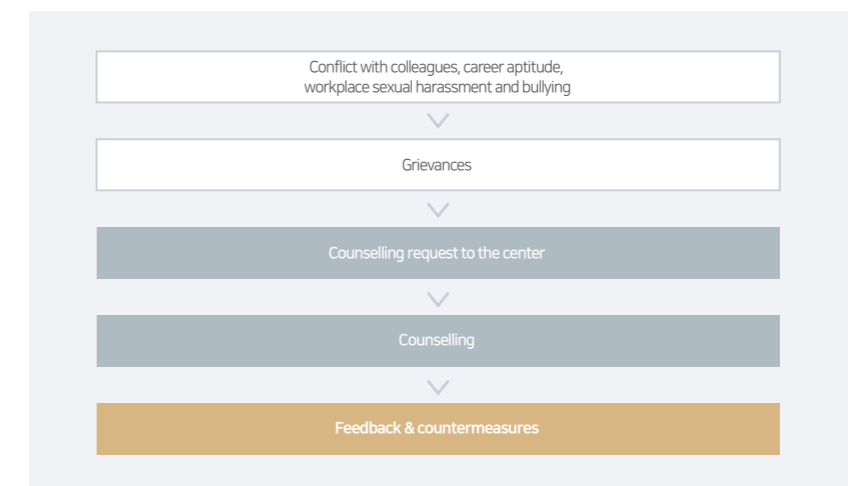 Conflict with colleagues, career aptitude,
workplace sexual harassment and bullying
Grievances
Counselling request to the center
Counselling
Feedback & countermeasures